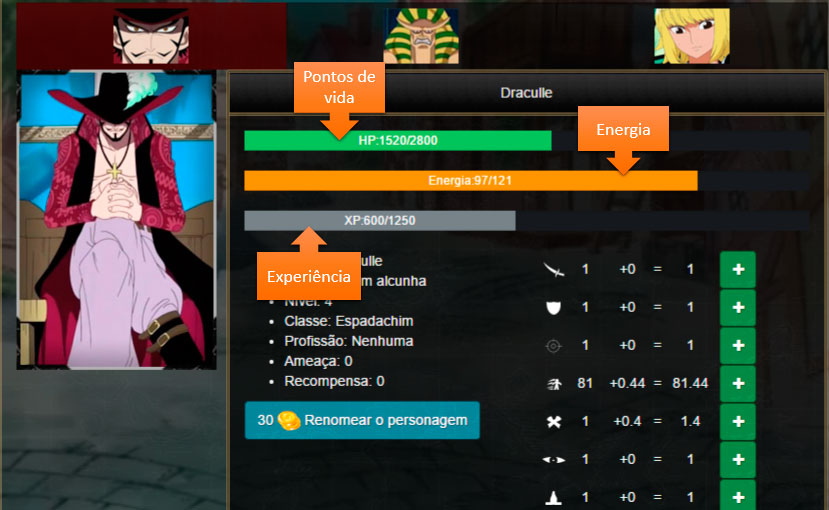 Draculle
Pontos de
vida
Energia
HP:1520/2800
Energia:97/121
XP:600/1250
Experiência
ulle
m alcunha
Nível: 4
Classe: Espadachim
Profissão: Nenhuma
Ameaça: 0
Recompensa: 0
30 Renomear o personagem
1 +0 = 1 +
1 +0 = 1 +
1 +0 = 1 +
81 +0.44 = 81.44 +
1 +0.4 = 1.4 +
1 +0 = 1 +
1 +0 = 1 +